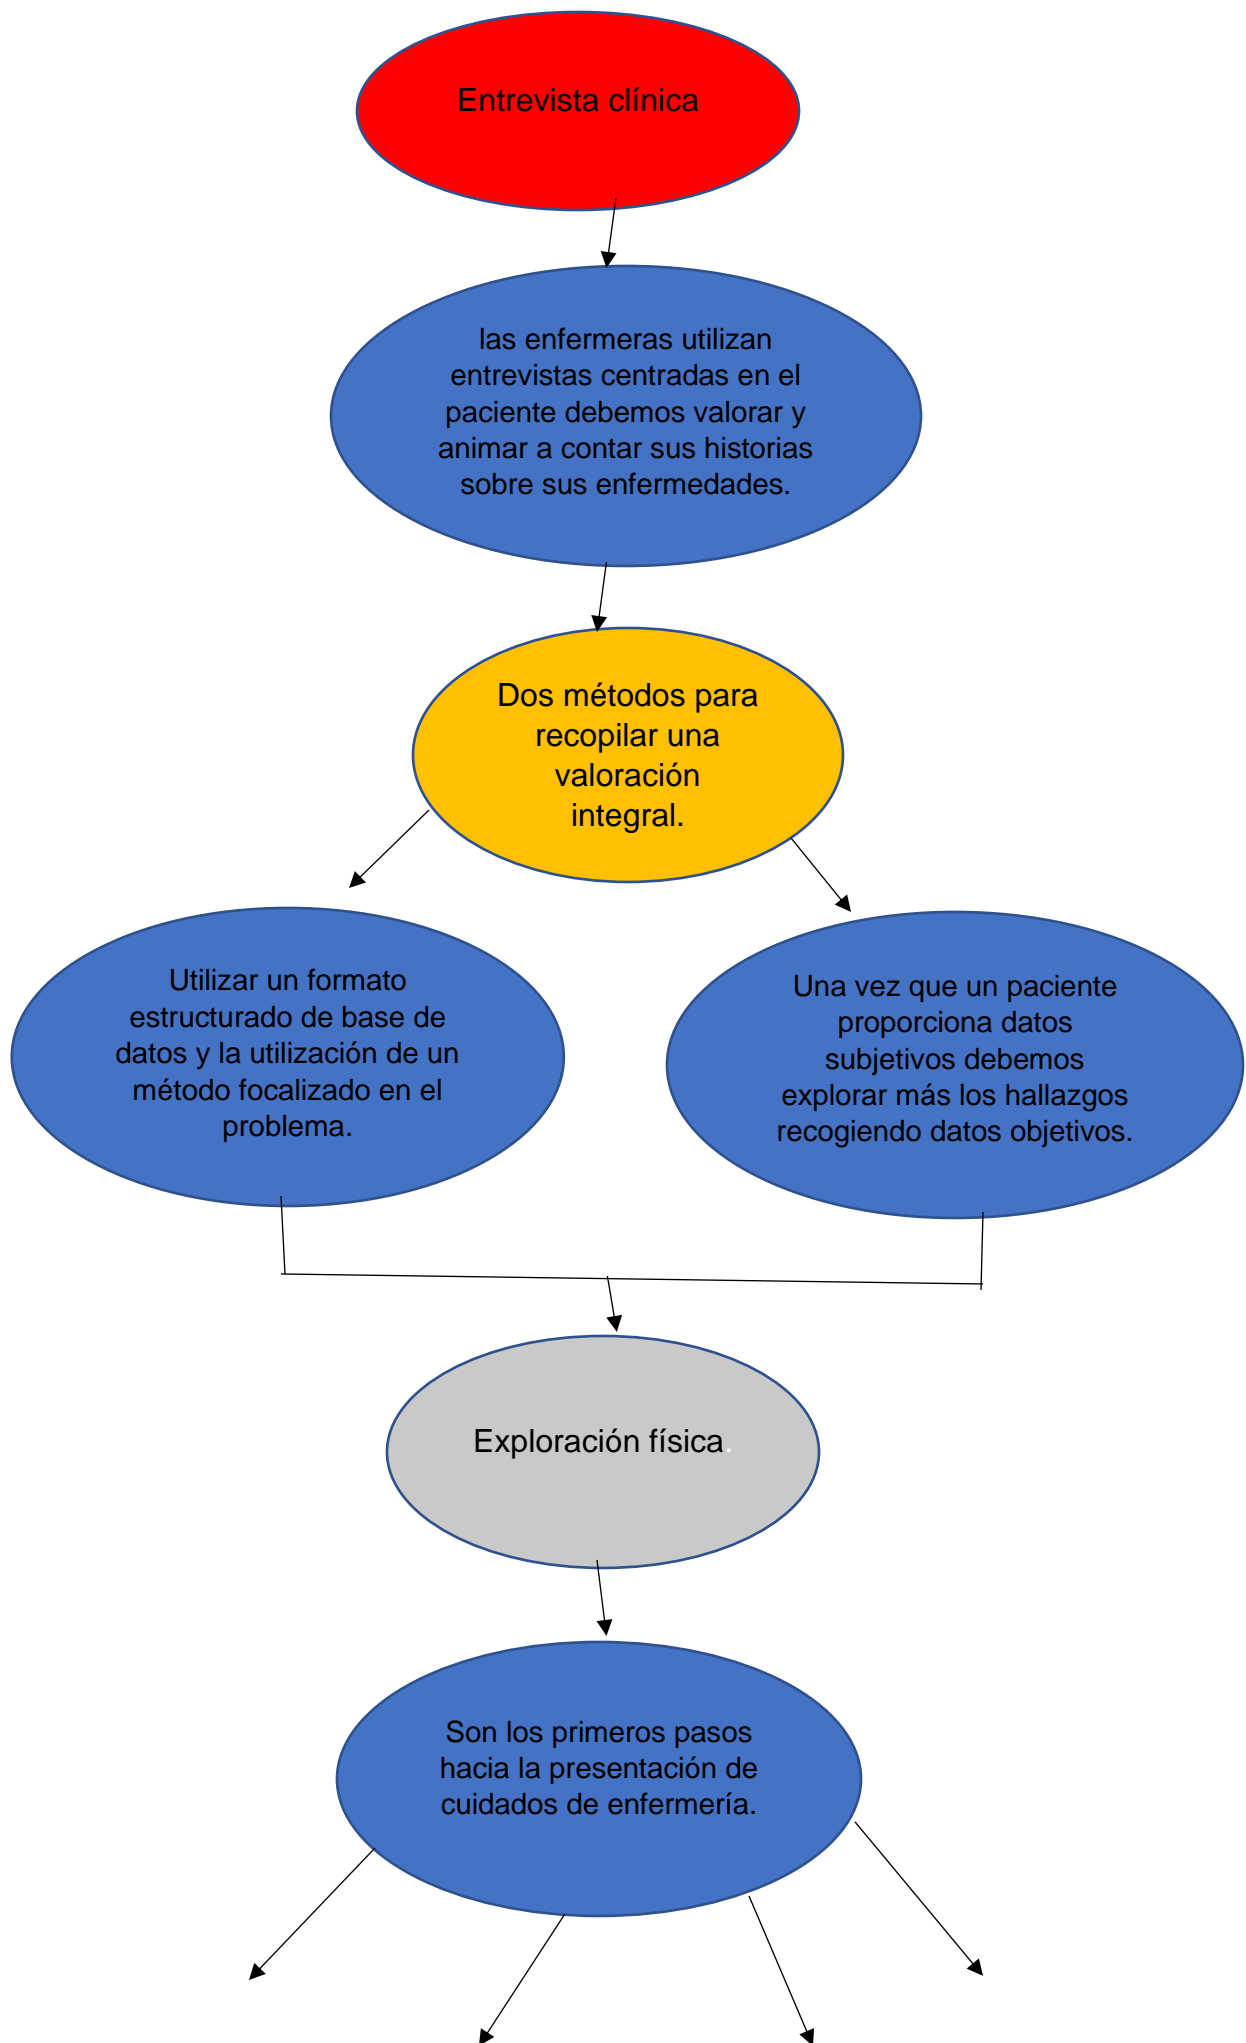 Entrevista clínica
las enfermeras utilizan
entrevistas centradas en el
paciente debemos valorar y
animar a contar sus historias
sobre sus enfermedades.
Dos métodos para
recopilar una
valoración
integral.
Utilizar un formato
estructurado de base de
datos y la utilización de un
método focalizado en el
problema.
Una vez que un paciente
proporciona datos
subjetivos debemos
explorar más los hallazgos
recogiendo datos objetivos.
Exploración física.
Son los primeros pasos
hacia la presentación de
cuidados de enfermería.